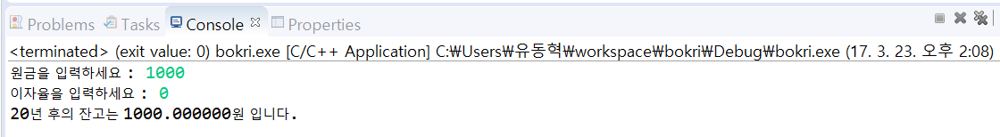 Problems Tasks Console Properties
<terminated> (exit value: 0) bokri.exe [C/C++ Application] C:₩Users₩유동혁₩workspace₩bokri₩Debug₩bokri.exe (17. 3. 23. 오후 2:08)
원금을 입력하세요 : 1000
이자율을 입력하세요 : 0
20년 후의 잔고는 1000.000000원 입니다.